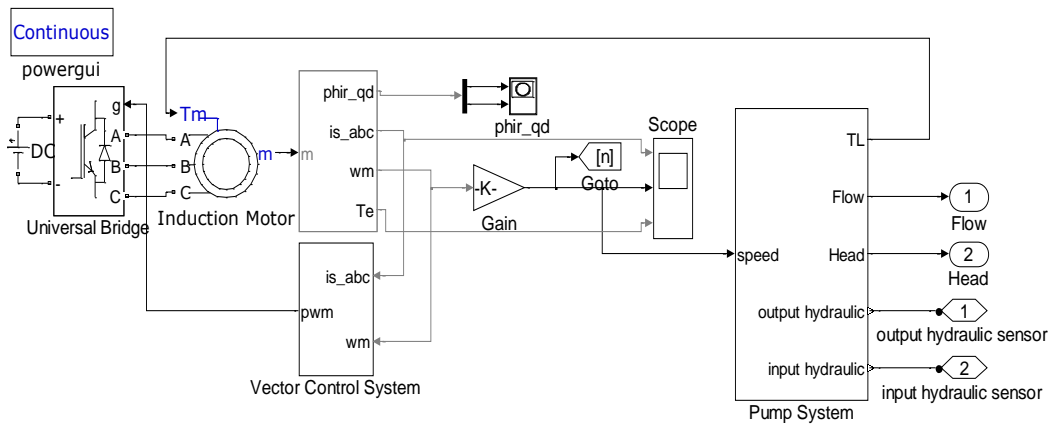 Continuous
powergui
g
+
DC
-
A
B
C
Universal Bridge
Tm
A
B
C
m
Induction Motor
m
phir_qd
is_abc
wm
Te
phir_qd
-K-
Gain
[n]
Goto
Scope
is_abc
pwm
wm
Vector Control System
speed
TL
Flow
Head
output hydraulic
input hydraulic
Pump System
1
Flow
2
Head
1
output hydraulic sensor
2
input hydraulic sensor